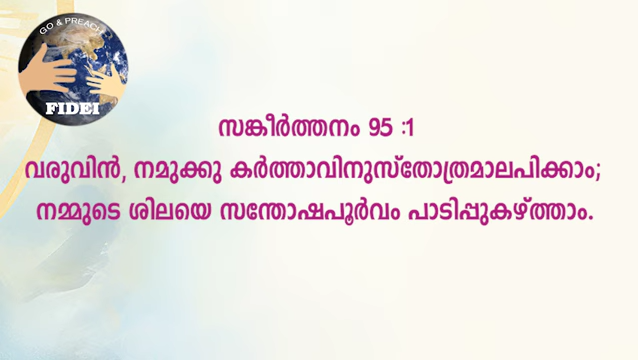 GO & PREACH
FIDEI
സങ്കീർത്തനം 95 :1
വരുവിൻ, നമുക്കു കർത്താവിനുസ്തോത്രമാലപിക്കാം;
നമ്മുടെ ശിലയെ സന്തോഷപൂർവം പാടിപ്പുകഴ്ത്താം.